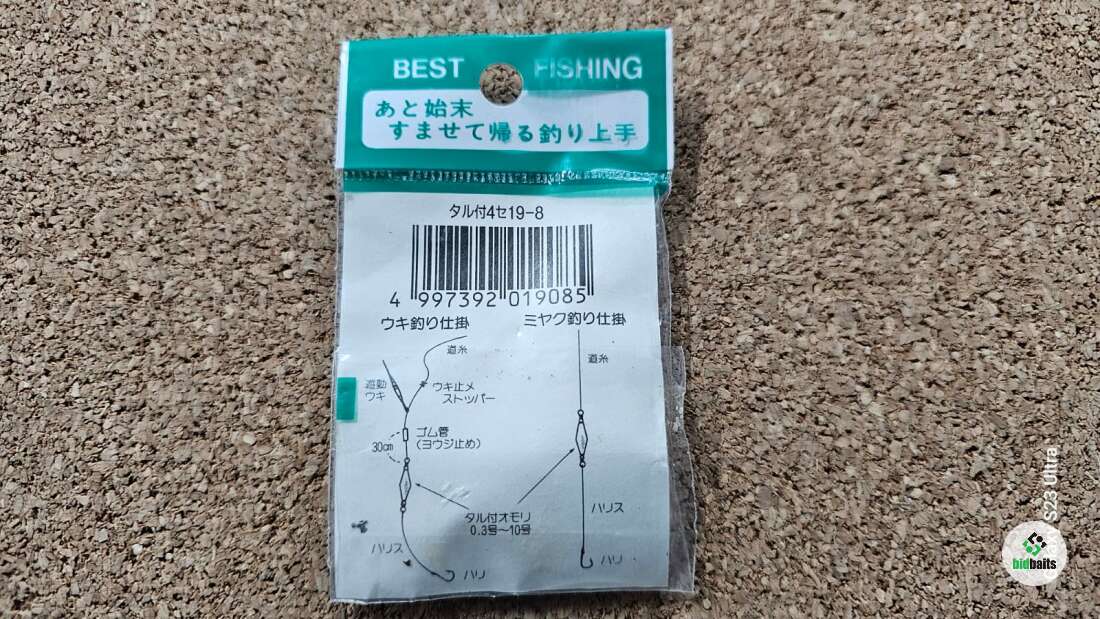 BEST FISHING
あと始末
すませて帰る釣り上手
タル付4セ19-8
4 997392 019085
ウキ釣り仕掛
ミヤク釣り仕掛
道糸
道糸
遊動
ウキ
ウキ止メ
ストッパー
ゴム管
(ヨウジ止め)
30cm
タル付オモリ
0.3号〜10号
ハリス
ハリス
ハリ
ハリ
S23 Ultra
bidbaits